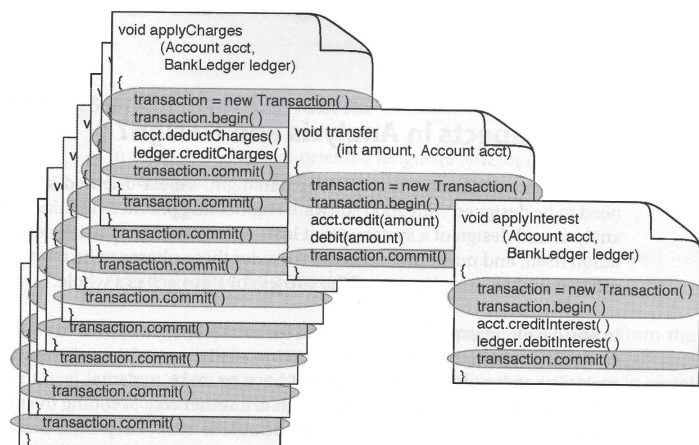 void applyCharges
(Account acct,
BankLedger ledger)
{
transaction = new Transaction( )
transaction.begin( )
acct.deductCharges( )
ledger.creditCharges( )
transaction.commit( )
}
transaction.commit( )
}
transaction.commit( )
}
transaction.commit( )
}
transaction.commit( )
}
transaction.commit( )
}
transaction.commit( )
}
transaction.commit( )
}
void transfer
(int amount, Account acct)
{
transaction = new Transaction( )
transaction.begin( )
acct.credit(amount)
debit(amount)
transaction.commit()
}
void applyInterest
(Account acct,
BankLedger ledger)
{
transaction = new Transaction( )
transaction.begin( )
acct.creditInterest( )
ledger.debitInterest( )
transaction.commit( )
}